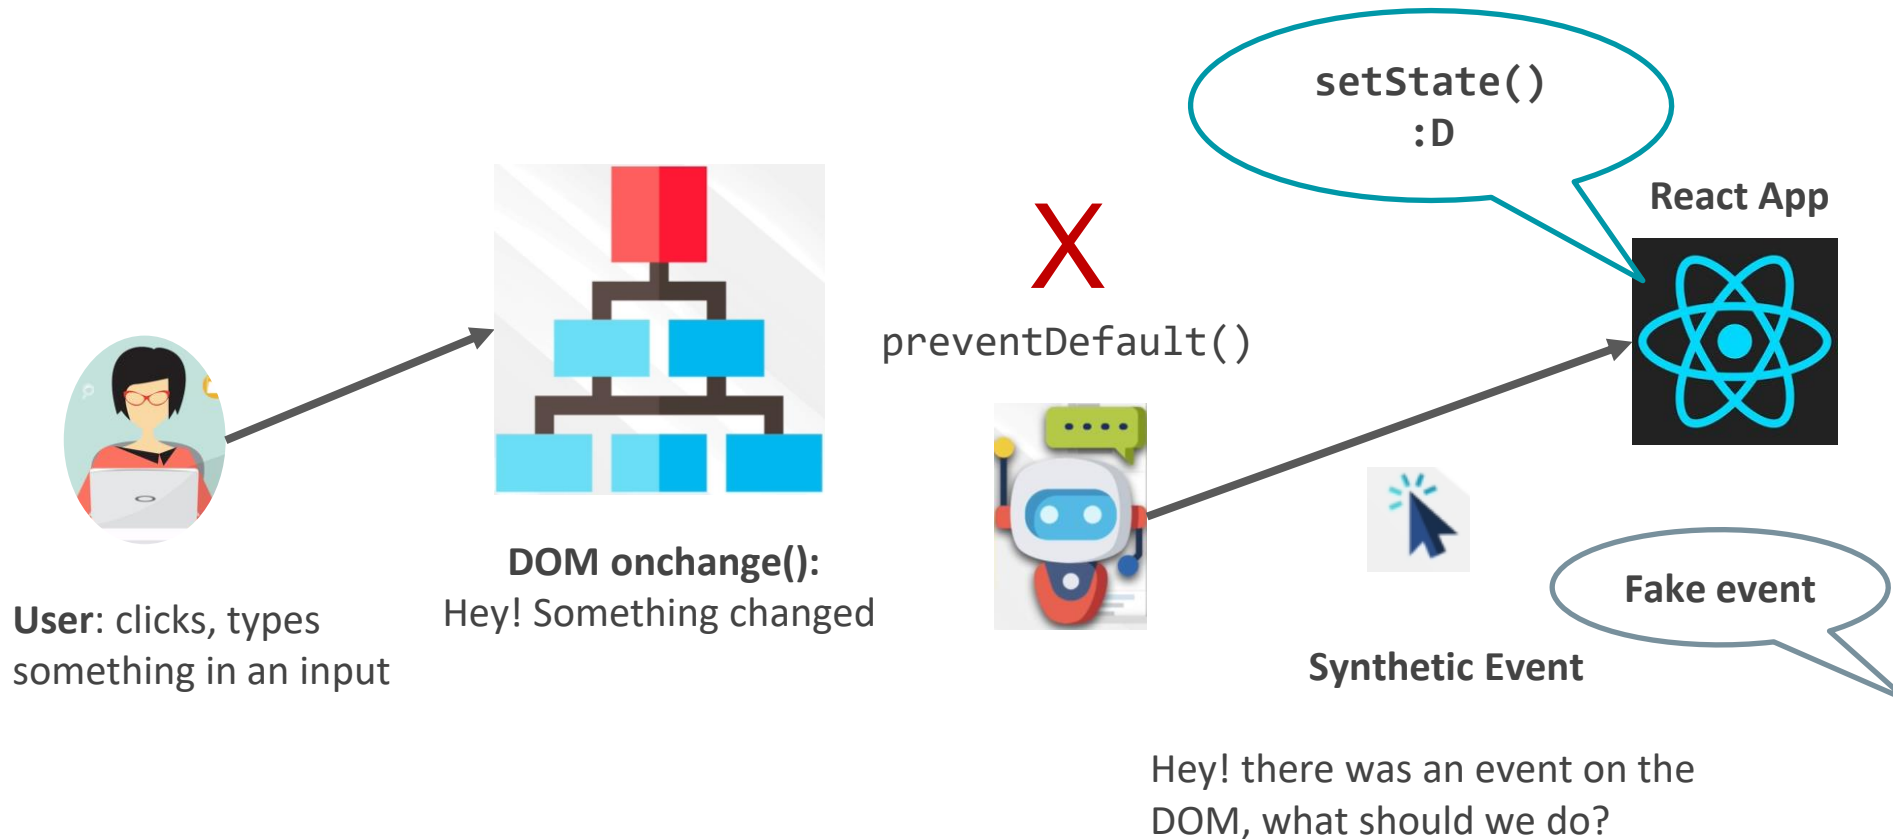 setState()
:D
React App
X
preventDefault()
DOM onchange():
Hey! Something changed
User: clicks, types
something in an input
Fake event
Synthetic Event
Hey! there was an event on the
DOM, what should we do?